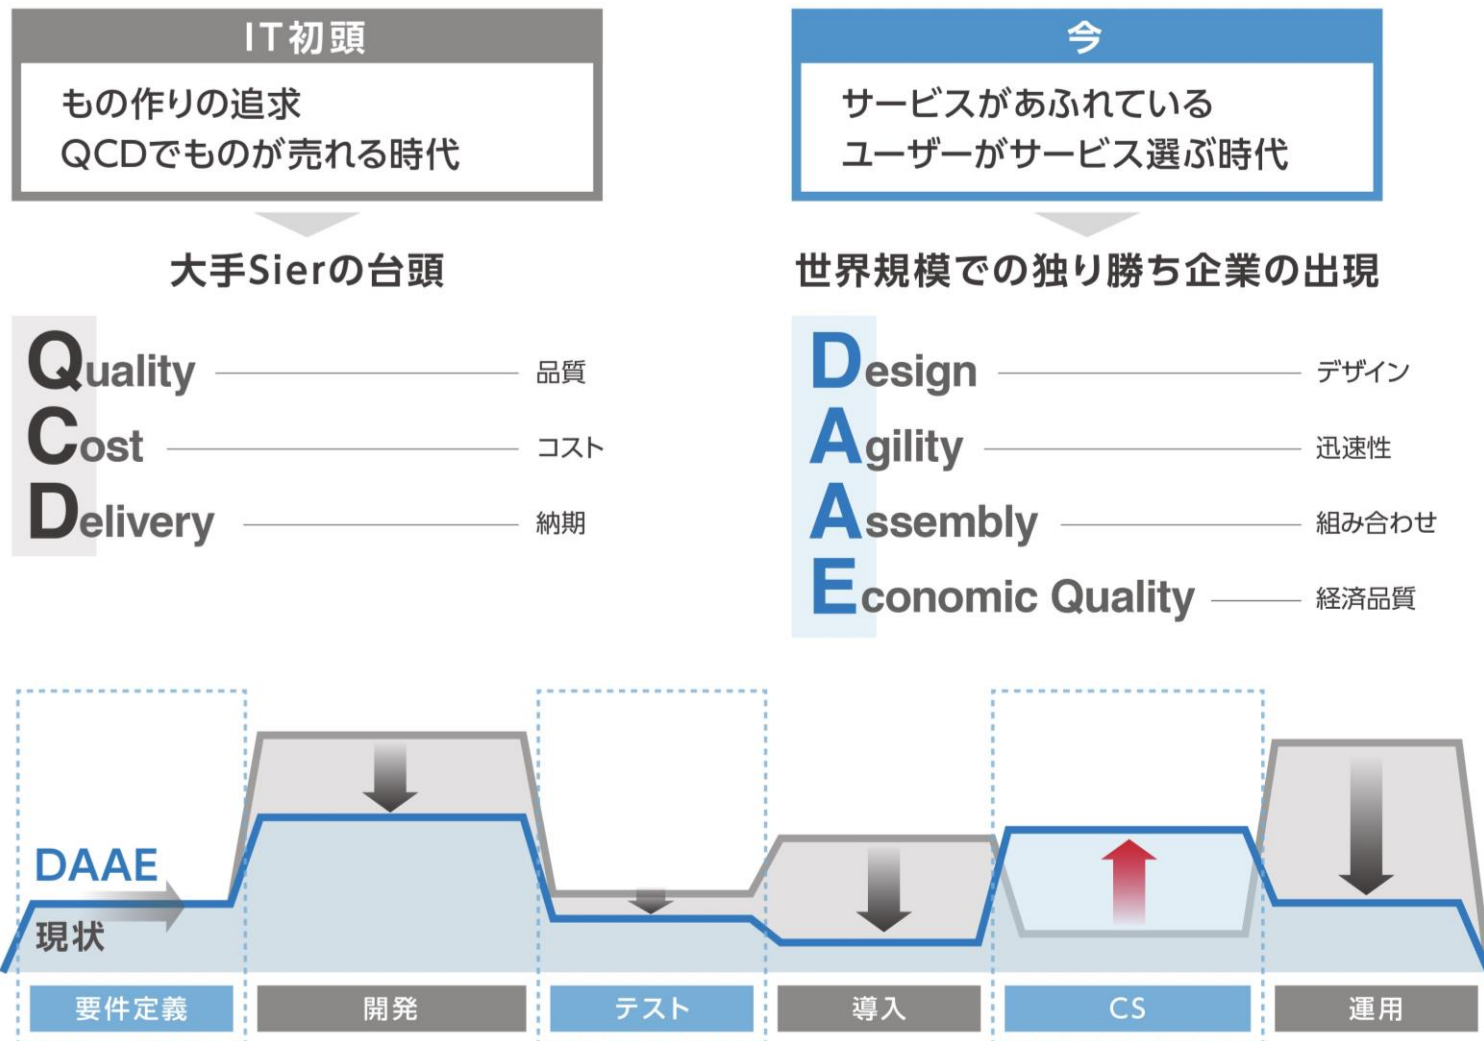 IT初頭
もの作りの追求
QCDでものが売れる時代
大手Sierの台頭
Quality 品質
Cost コスト
Delivery 納期
今
サービスがあふれている
ユーザーがサービス選ぶ時代
世界規模での独り勝ち企業の出現
Design デザイン
Agility 迅速性
Assembly 組み合わせ
Economic Quality 経済品質
DAAE
現状
要件定義
開発
テスト
導入
CS
運用